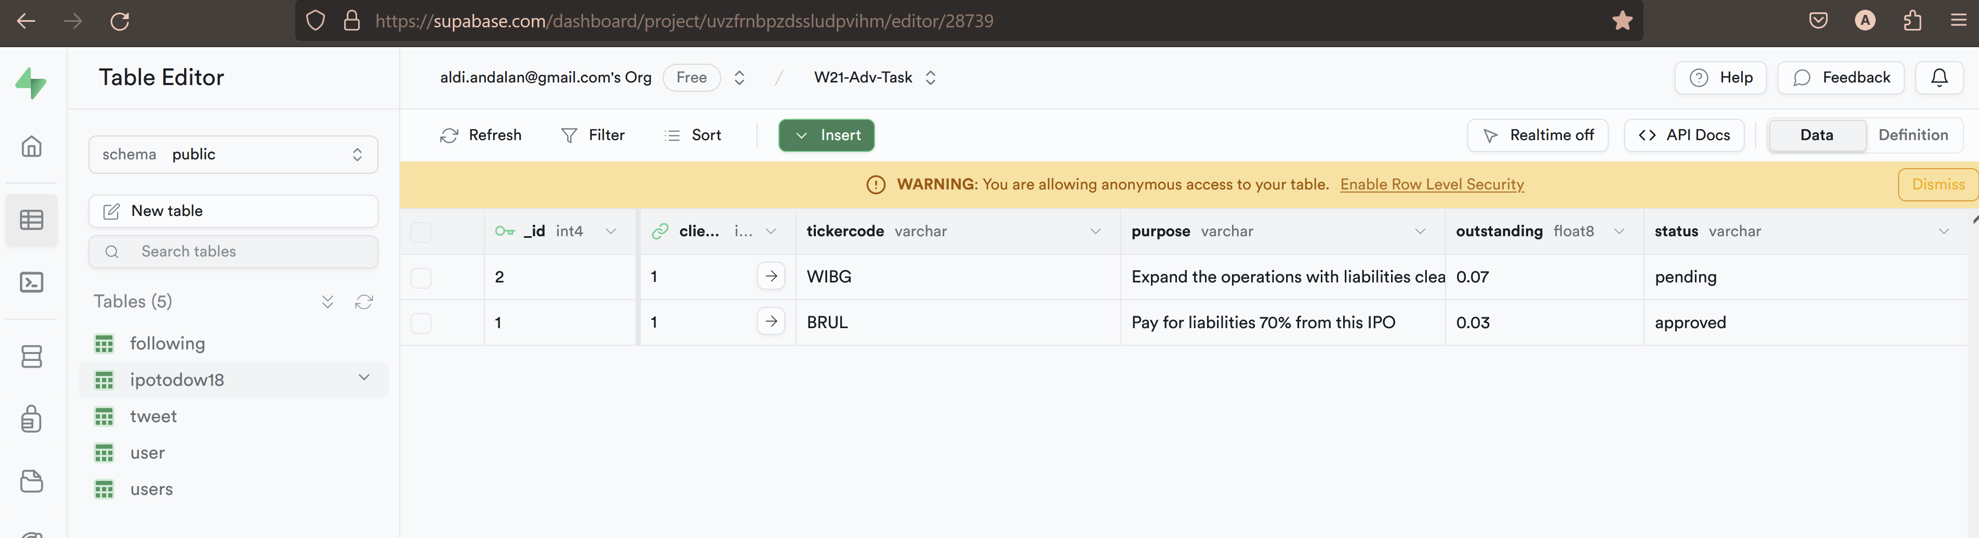 https://supabase.com/dashboard/project/uvzfrnbpzdssludpvihm/editor/28739
A
Table Editor
aldi.andalan@gmail.com's Org Free / W21-Adv-Task
Help Feedback
schema public
Refresh Filter Sort Insert
Realtime off <> API Docs Data Definition
WARNING: You are allowing anonymous access to your table. Enable Row Level Security
Dismiss
New table
Search tables
Tables (5)
following
ipotodow18
tweet
user
users
_id int4 clie... i... tickercode varchar purpose varchar outstanding float8 status varchar
2 1 WIBG Expand the operations with liabilities clea 0.07 pending
1 1 BRUL Pay for liabilities 70% from this IPO 0.03 approved